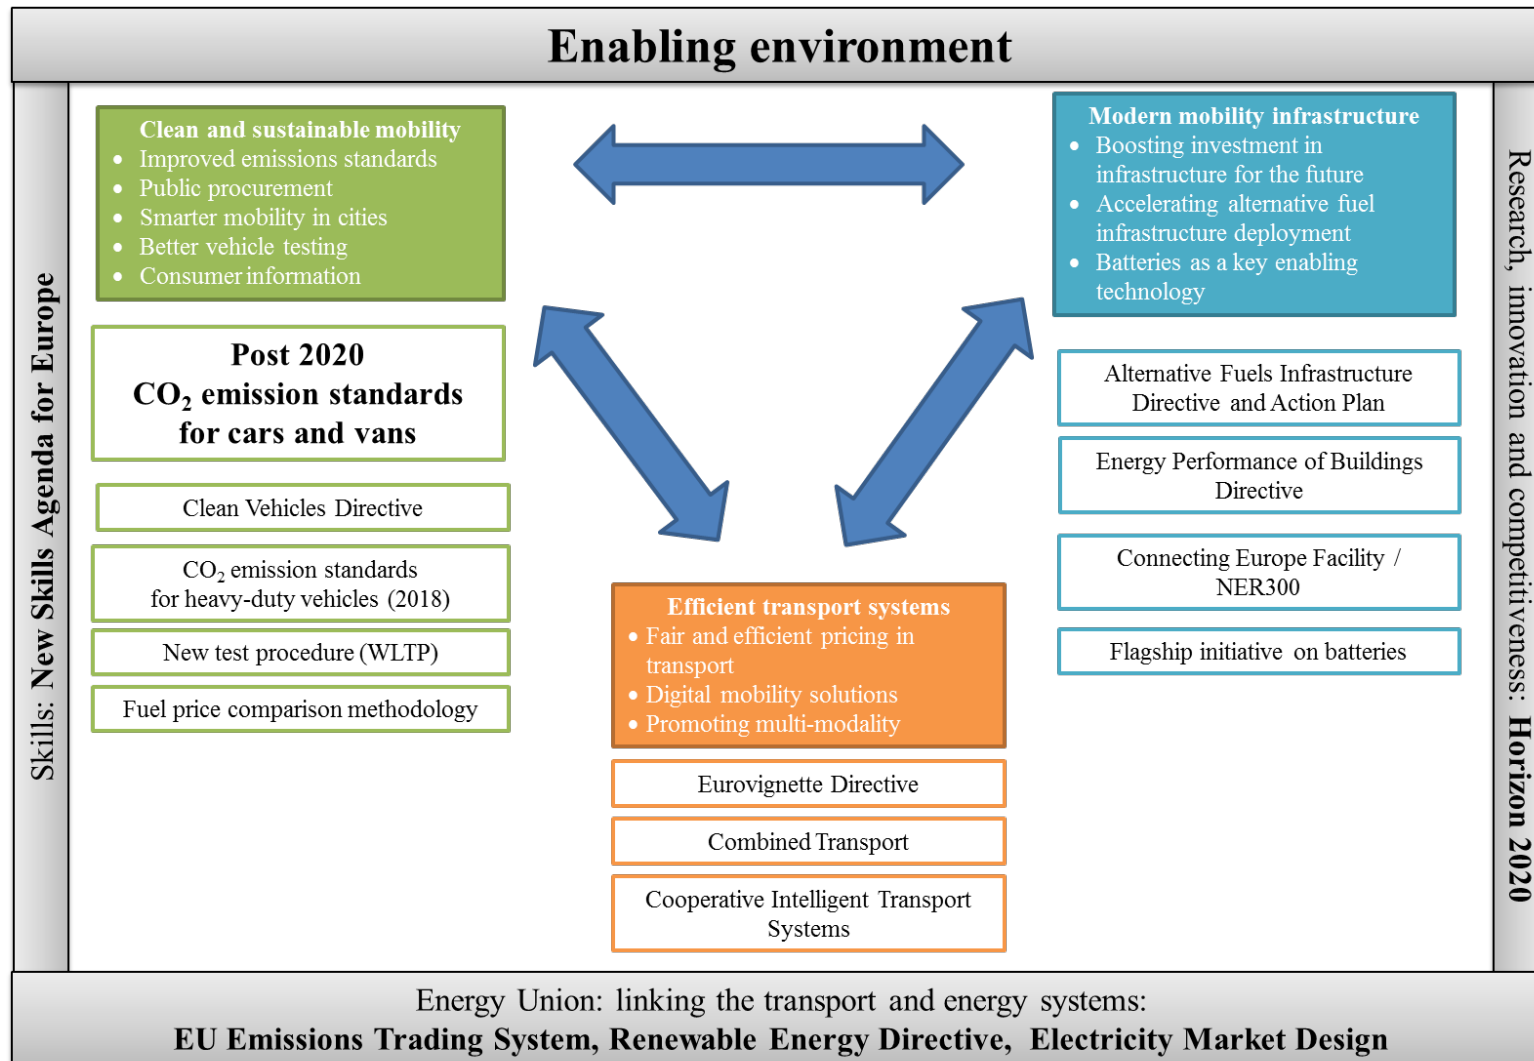 Enabling environment
Skills: New Skills Agenda for Europe
Clean and sustainable mobility
• Improved emissions standards
• Public procurement
• Smarter mobility in cities
• Better vehicle testing
• Consumer information
Post 2020
CO₂ emission standards
for cars and vans
Clean Vehicles Directive
CO₂ emission standards
for heavy-duty vehicles (2018)
New test procedure (WLTP)
Fuel price comparison methodology
Efficient transport systems
• Fair and efficient pricing in
transport
• Digital mobility solutions
• Promoting multi-modality
Eurovignette Directive
Combined Transport
Cooperative Intelligent Transport
Systems
Modern mobility infrastructure
• Boosting investment in
infrastructure for the future
• Accelerating alternative fuel
infrastructure deployment
• Batteries as a key enabling
technology
Alternative Fuels Infrastructure
Directive and Action Plan
Energy Performance of Buildings
Directive
Connecting Europe Facility /
NER300
Flagship initiative on batteries
Research, innovation and competitiveness: Horizon 2020
Energy Union: linking the transport and energy systems:
EU Emissions Trading System, Renewable Energy Directive, Electricity Market Design